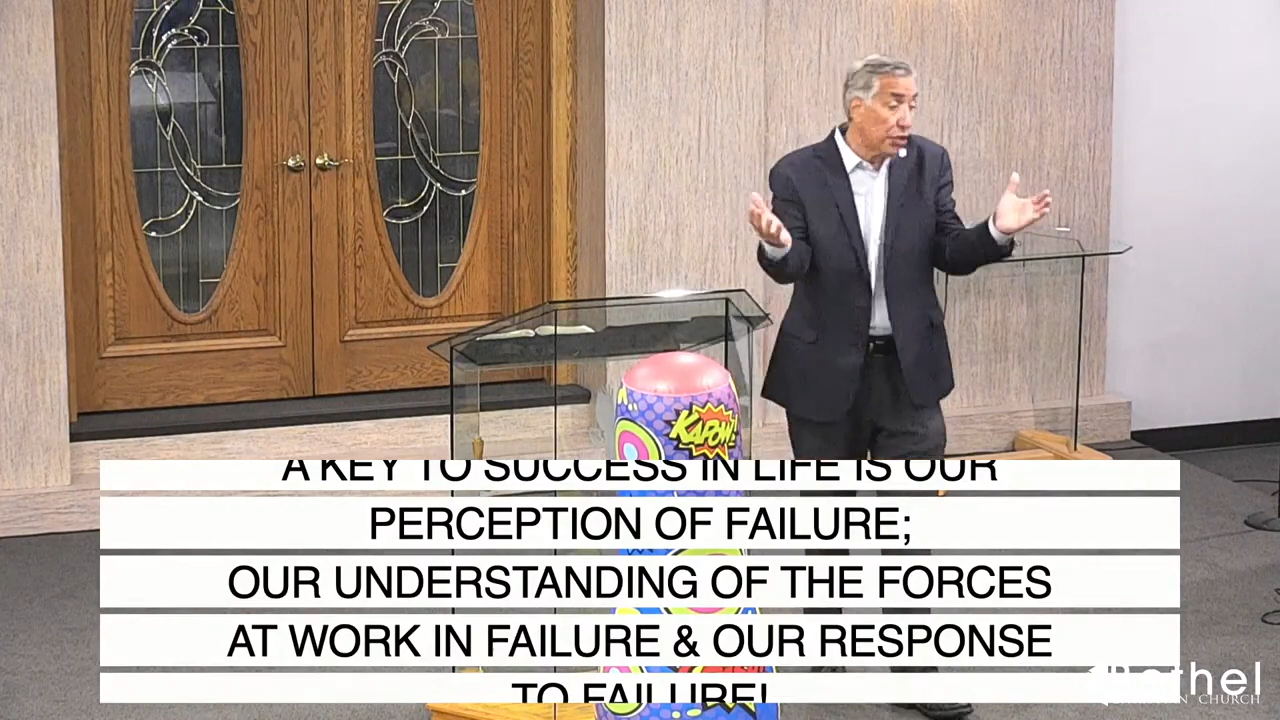 KAPOW!
A KEY TO SUCCESS IN LIFE IS OUR
PERCEPTION OF FAILURE;
OUR UNDERSTANDING OF THE FORCES
AT WORK IN FAILURE & OUR RESPONSE
TO FAILURE!
Bethel
CHURCH